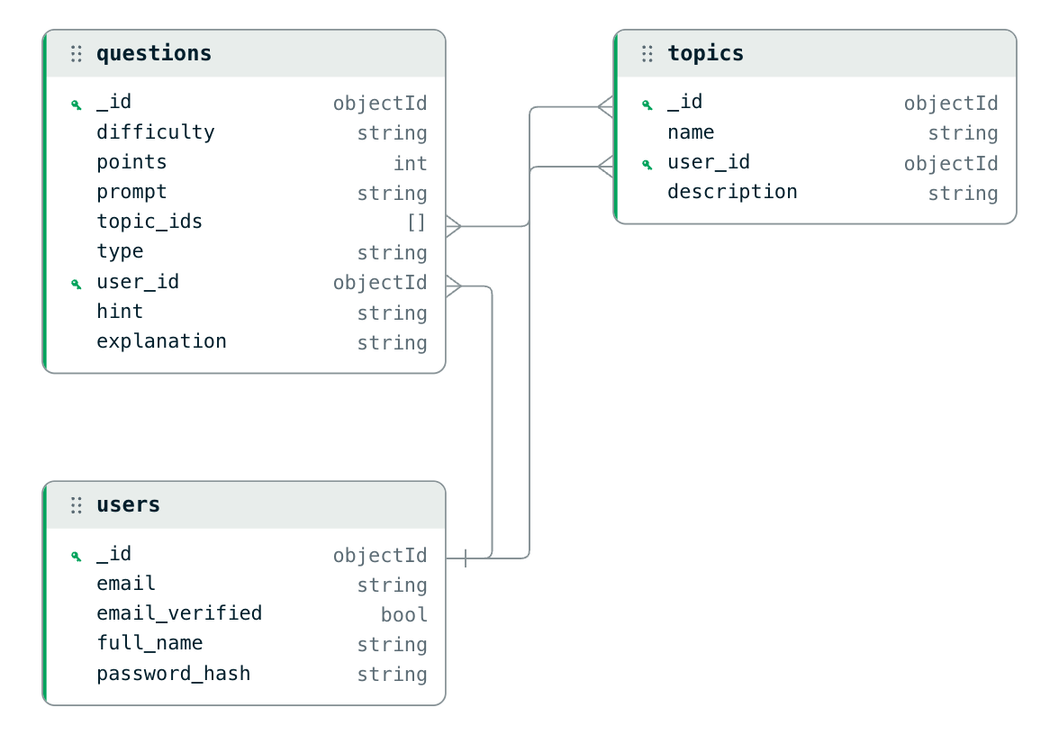 questions
_id objectId
difficulty string
points int
prompt string
topic_ids []
type string
user_id objectId
hint string
explanation string
topics
_id objectId
name string
user_id objectId
description string
users
_id objectId
email string
email_verified bool
full_name string
password_hash string